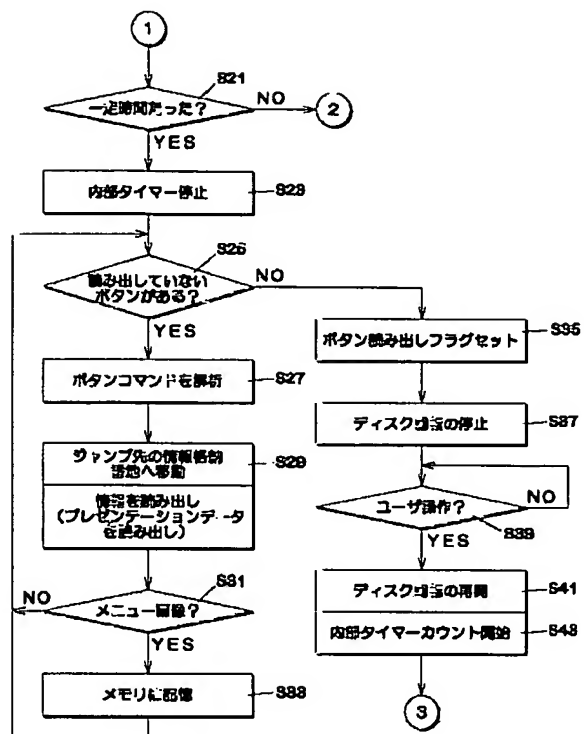 1
S21
一定時間たった?
NO
2
YES
内部タイマー停止
S23
S25
読み出していない
ボタンがある?
NO
YES
ボタンコマンドを解析
S27
ジャンプ先の情報格納
番地へ移動
S29
情報を読み出し
(プレゼンテーションデータ
を読み出し)
S31
NO
メニュー画像?
YES
メモリに記憶
S33
ボタン読み出しフラグセット
S35
ディスク
の停止
S37
ユーザ操作?
NO
S39
YES
ディスク
の再開
S41
内部タイマーカウント開始
S43
3